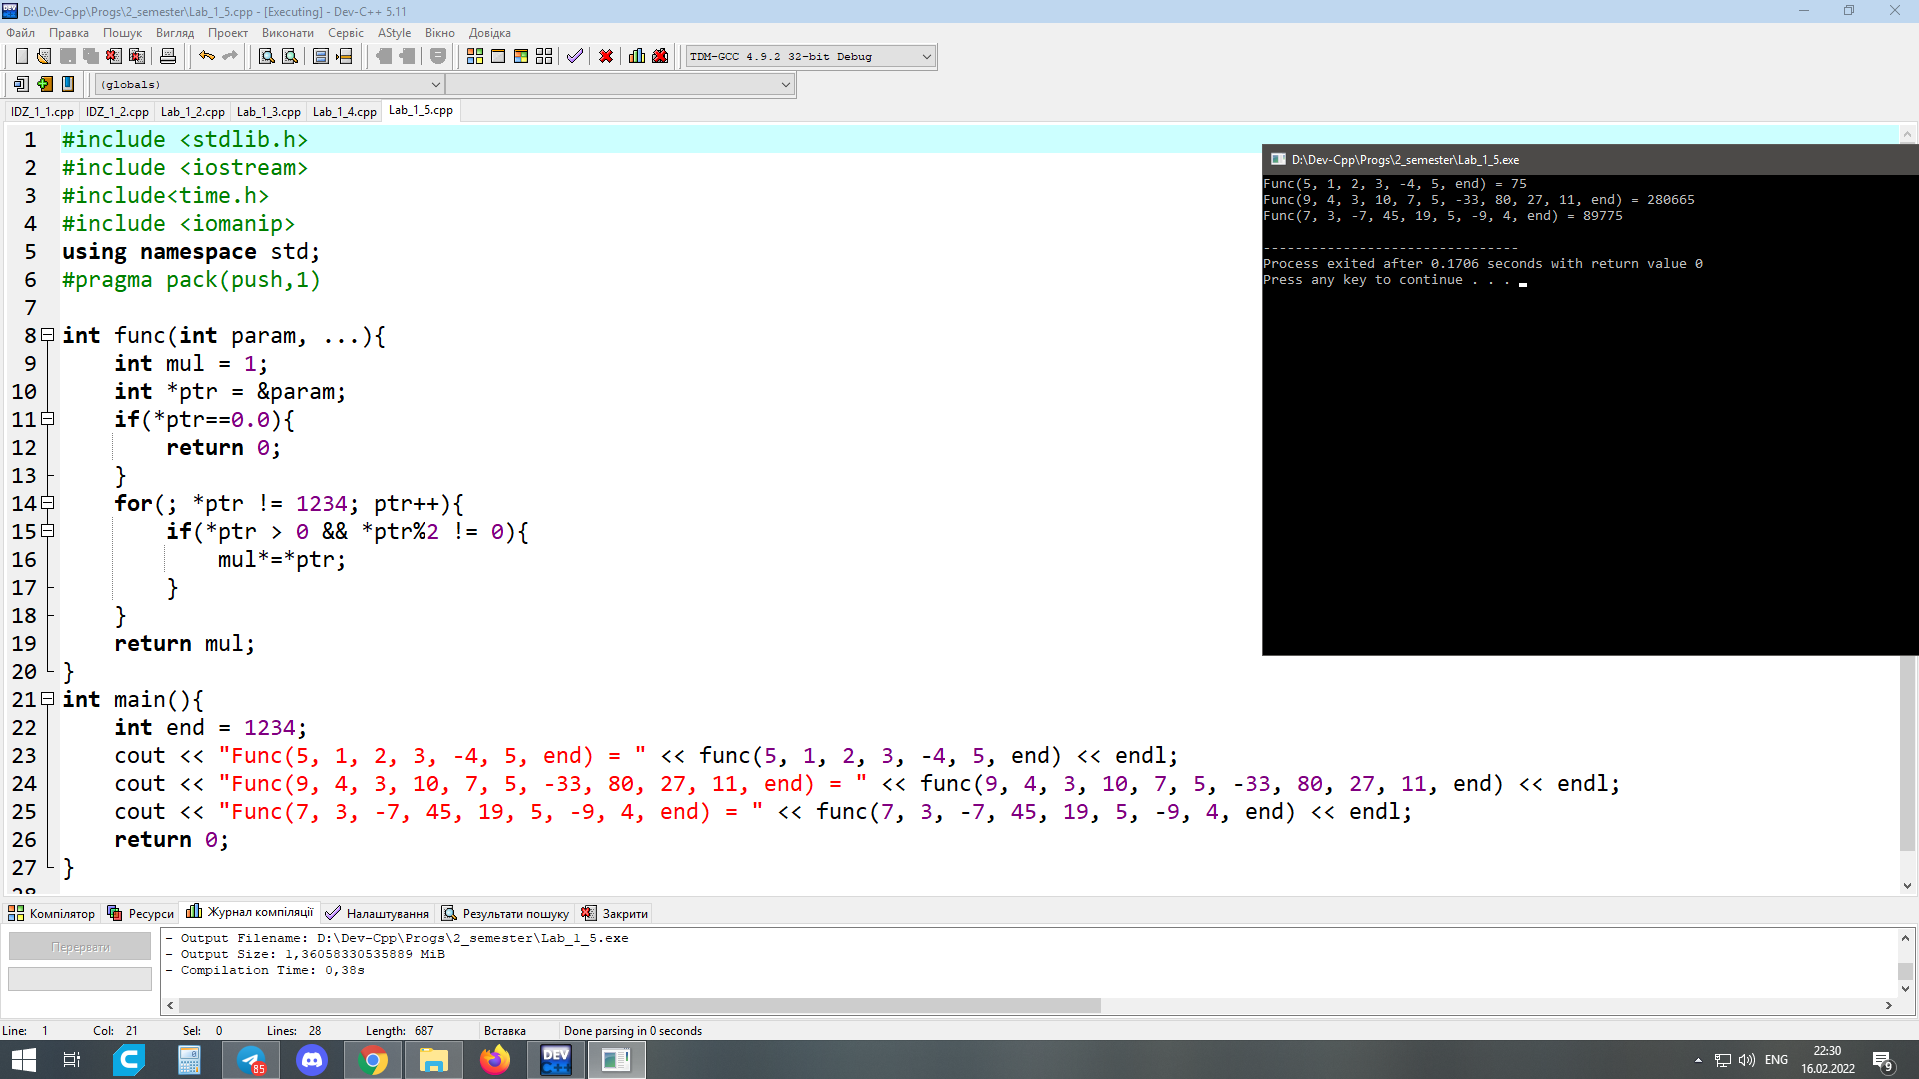 D:\Dev-Cpp\Progs\2_semester\Lab_1_5.cpp - [Executing] - Dev-C++ 5.11
Файл Правка Пошук Вигляд Проект Виконати Сервіс AStyle Вікно Довідка
TDM-GCC 4.9.2 32-bit Debug
(globals)
IDZ_1_1.cpp IDZ_1_2.cpp Lab_1_2.cpp Lab_1_3.cpp Lab_1_4.cpp Lab_1_5.cpp
1 #include <stdlib.h>
2 #include <iostream>
3 #include<time.h>
4 #include <iomanip>
5 using namespace std;
6 #pragma pack(push,1)
7
8 int func(int param, ...){
9 int mul = 1;
10 int *ptr = &param;
11 if(*ptr==0.0){
12 return 0;
13 }
14 for(; *ptr != 1234; ptr++){
15 if(*ptr > 0 && *ptr%2 != 0){
16 mul*=*ptr;
17 }
18 }
19 return mul;
20 }
21 int main(){
22 int end = 1234;
23 cout << "Func(5, 1, 2, 3, -4, 5, end) = " << func(5, 1, 2, 3, -4, 5, end) << endl;
24 cout << "Func(9, 4, 3, 10, 7, 5, -33, 80, 27, 11, end) = " << func(9, 4, 3, 10, 7, 5, -33, 80, 27, 11, end) << endl;
25 cout << "Func(7, 3, -7, 45, 19, 5, -9, 4, end) = " << func(7, 3, -7, 45, 19, 5, -9, 4, end) << endl;
26 return 0;
27 }
28
D:\Dev-Cpp\Progs\2_semester\Lab_1_5.exe
Func(5, 1, 2, 3, -4, 5, end) = 75
Func(9, 4, 3, 10, 7, 5, -33, 80, 27, 11, end) = 280665
Func(7, 3, -7, 45, 19, 5, -9, 4, end) = 89775
--------------------------------
Process exited after 0.1706 seconds with return value 0
Press any key to continue . . .
Компілятор Ресурси Журнал компіляції Налаштування Результати пошуку Закрити
Перервати
- Output Filename: D:\Dev-Cpp\Progs\2_semester\Lab_1_5.exe
- Output Size: 1,36058330535889 MiB
- Compilation Time: 0,38s
Line: 1 Col: 21 Sel: 0 Lines: 28 Length: 687 Вставка Done parsing in 0 seconds
85
DEV C++
ENG
22:30
16.02.2022
9